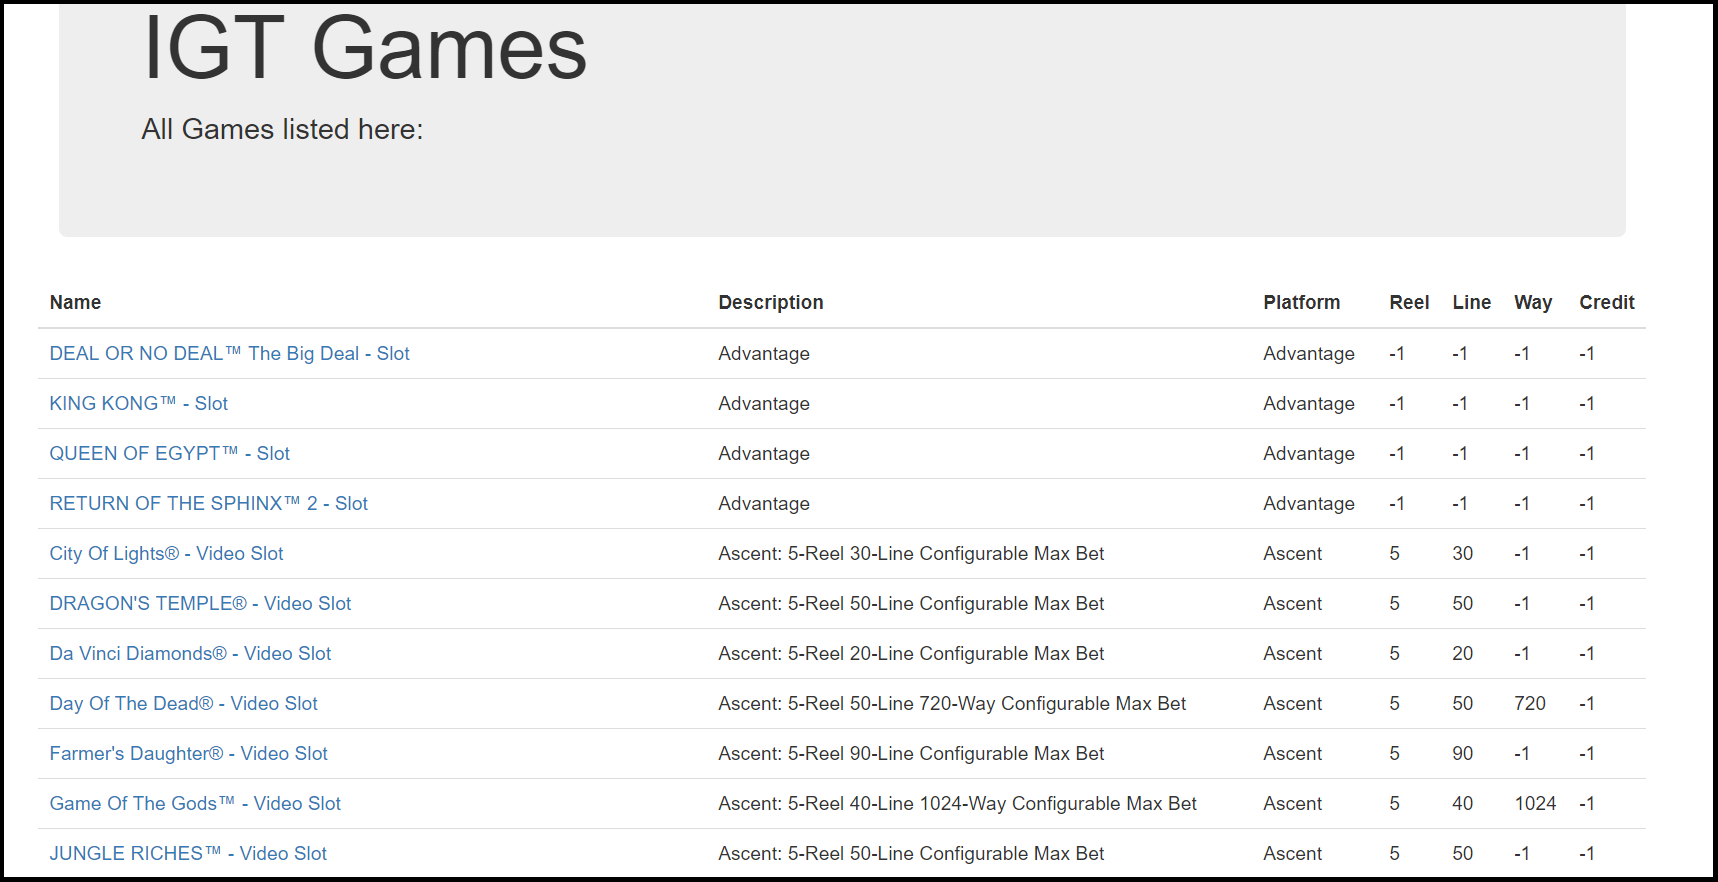 IGT Games
All Games listed here:
Name Description Platform Reel Line Way Credit
DEAL OR NO DEAL™ The Big Deal - Slot Advantage Advantage -1 -1 -1 -1
KING KONG™ - Slot Advantage Advantage -1 -1 -1 -1
QUEEN OF EGYPT™ - Slot Advantage Advantage -1 -1 -1 -1
RETURN OF THE SPHINX™ 2 - Slot Advantage Advantage -1 -1 -1 -1
City Of Lights® - Video Slot Ascent: 5-Reel 30-Line Configurable Max Bet Ascent 5 30 -1 -1
DRAGON'S TEMPLE® - Video Slot Ascent: 5-Reel 50-Line Configurable Max Bet Ascent 5 50 -1 -1
Da Vinci Diamonds® - Video Slot Ascent: 5-Reel 20-Line Configurable Max Bet Ascent 5 20 -1 -1
Day Of The Dead® - Video Slot Ascent: 5-Reel 50-Line 720-Way Configurable Max Bet Ascent 5 50 720 -1
Farmer's Daughter® - Video Slot Ascent: 5-Reel 90-Line Configurable Max Bet Ascent 5 90 -1 -1
Game Of The Gods™ - Video Slot Ascent: 5-Reel 40-Line 1024-Way Configurable Max Bet Ascent 5 40 1024 -1
JUNGLE RICHES™ - Video Slot Ascent: 5-Reel 50-Line Configurable Max Bet Ascent 5 50 -1 -1